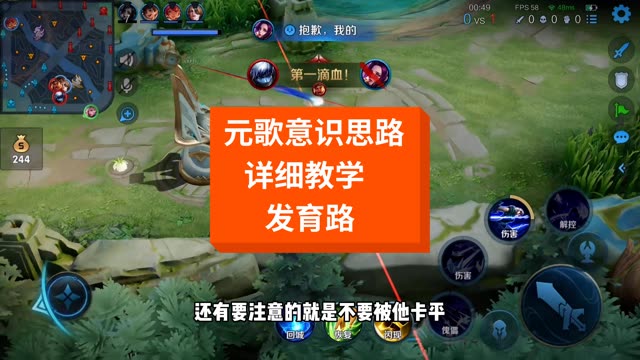 00:49
FPS 58
48ms
0 vs 1
抱歉，我的
第一滴血！
244
元歌意识思路
详细教学
发育路
伤害
解控
伤害
傀儡
还有要注意的就是不要被他卡平
回城
恢复
闪现